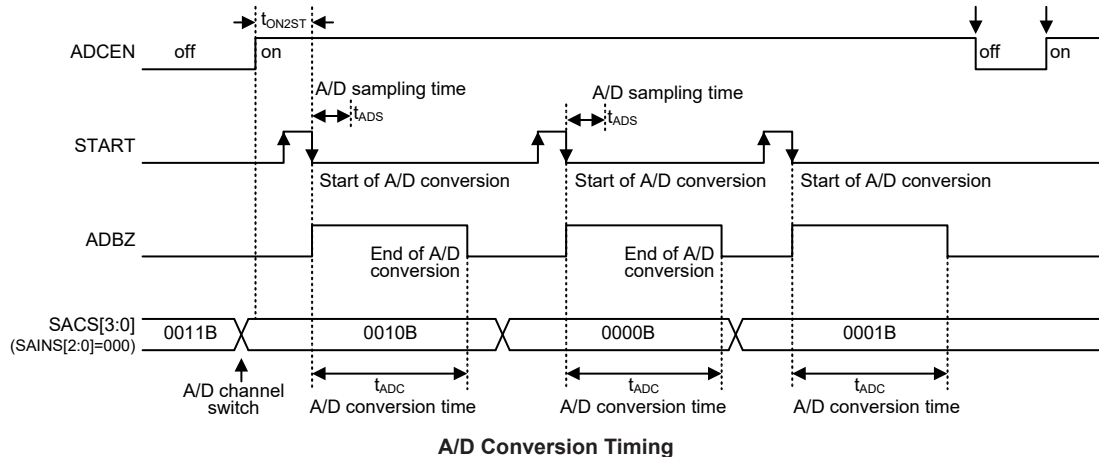 tON2ST
ADCEN
off
on
off
on
A/D sampling time
tADS
A/D sampling time
tADS
START
Start of A/D conversion
Start of A/D conversion
Start of A/D conversion
ADBZ
End of A/D
conversion
End of A/D
conversion
SACS[3:0]
(SAINS[2:0]=000)
0011B
0010B
0000B
0001B
A/D channel
switch
tADC
A/D conversion time
tADC
A/D conversion time
tADC
A/D conversion time
A/D Conversion Timing